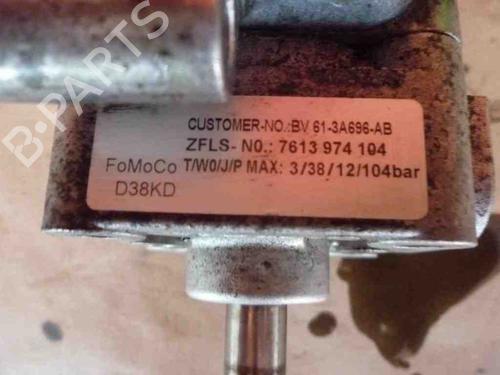 CUSTOMER-NO.:BV 61-3A696-AB
ZFLS- N0.: 7613 974 104
FoMoCo T/W0/J/P MAX: 3/38/12/104bar
D38KD
B-PARTS